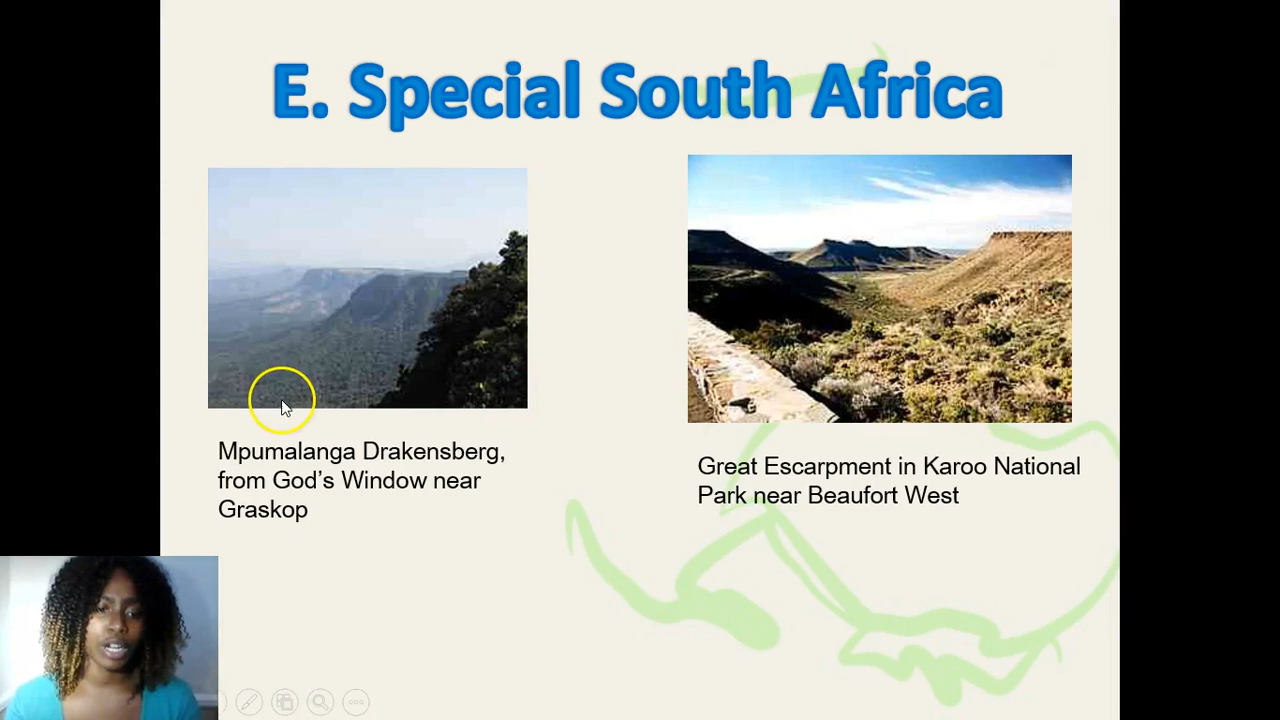 E. Special South Africa
Mpumalanga Drakensberg,
from God’s Window near
Graskop
Great Escarpment in Karoo National
Park near Beaufort West